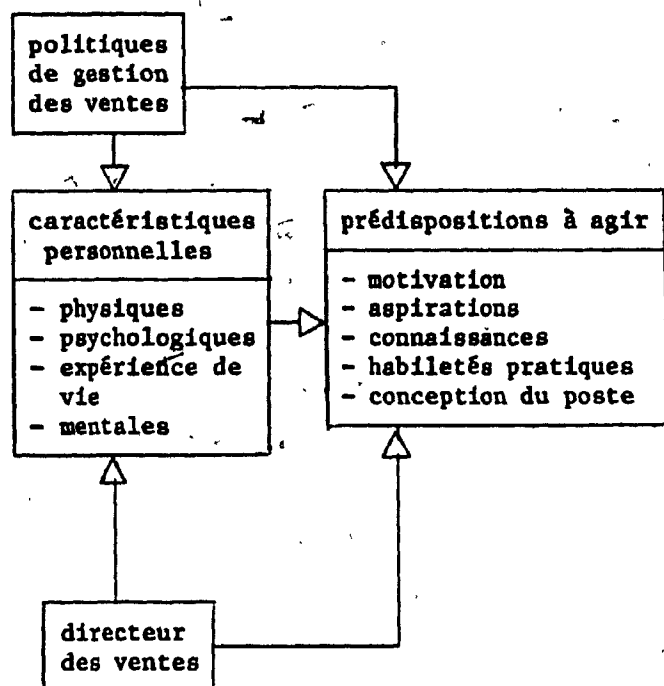 politiques
de gestion
des ventes
caractéristiques
personnelles
- physiques
- psychologiques
- expérience de
vie
- mentales
prédispositions à agir
- motivation
- aspirations
- connaissances
- habiletés pratiques
- conception du poste
directeur
des ventes